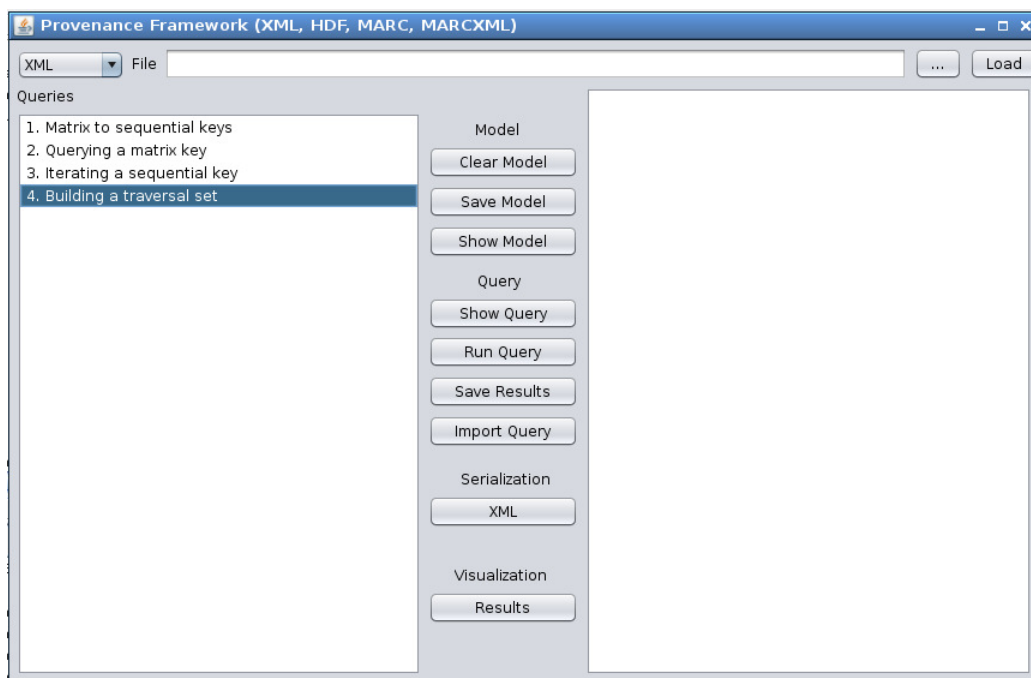 Provenance Framework (XML, HDF, MARC, MARCXML)
XML File ... Load
Queries
1. Matrix to sequential keys
2. Querying a matrix key
3. Iterating a sequential key
4. Building a traversal set
Model
Clear Model
Save Model
Show Model
Query
Show Query
Run Query
Save Results
Import Query
Serialization
XML
Visualization
Results